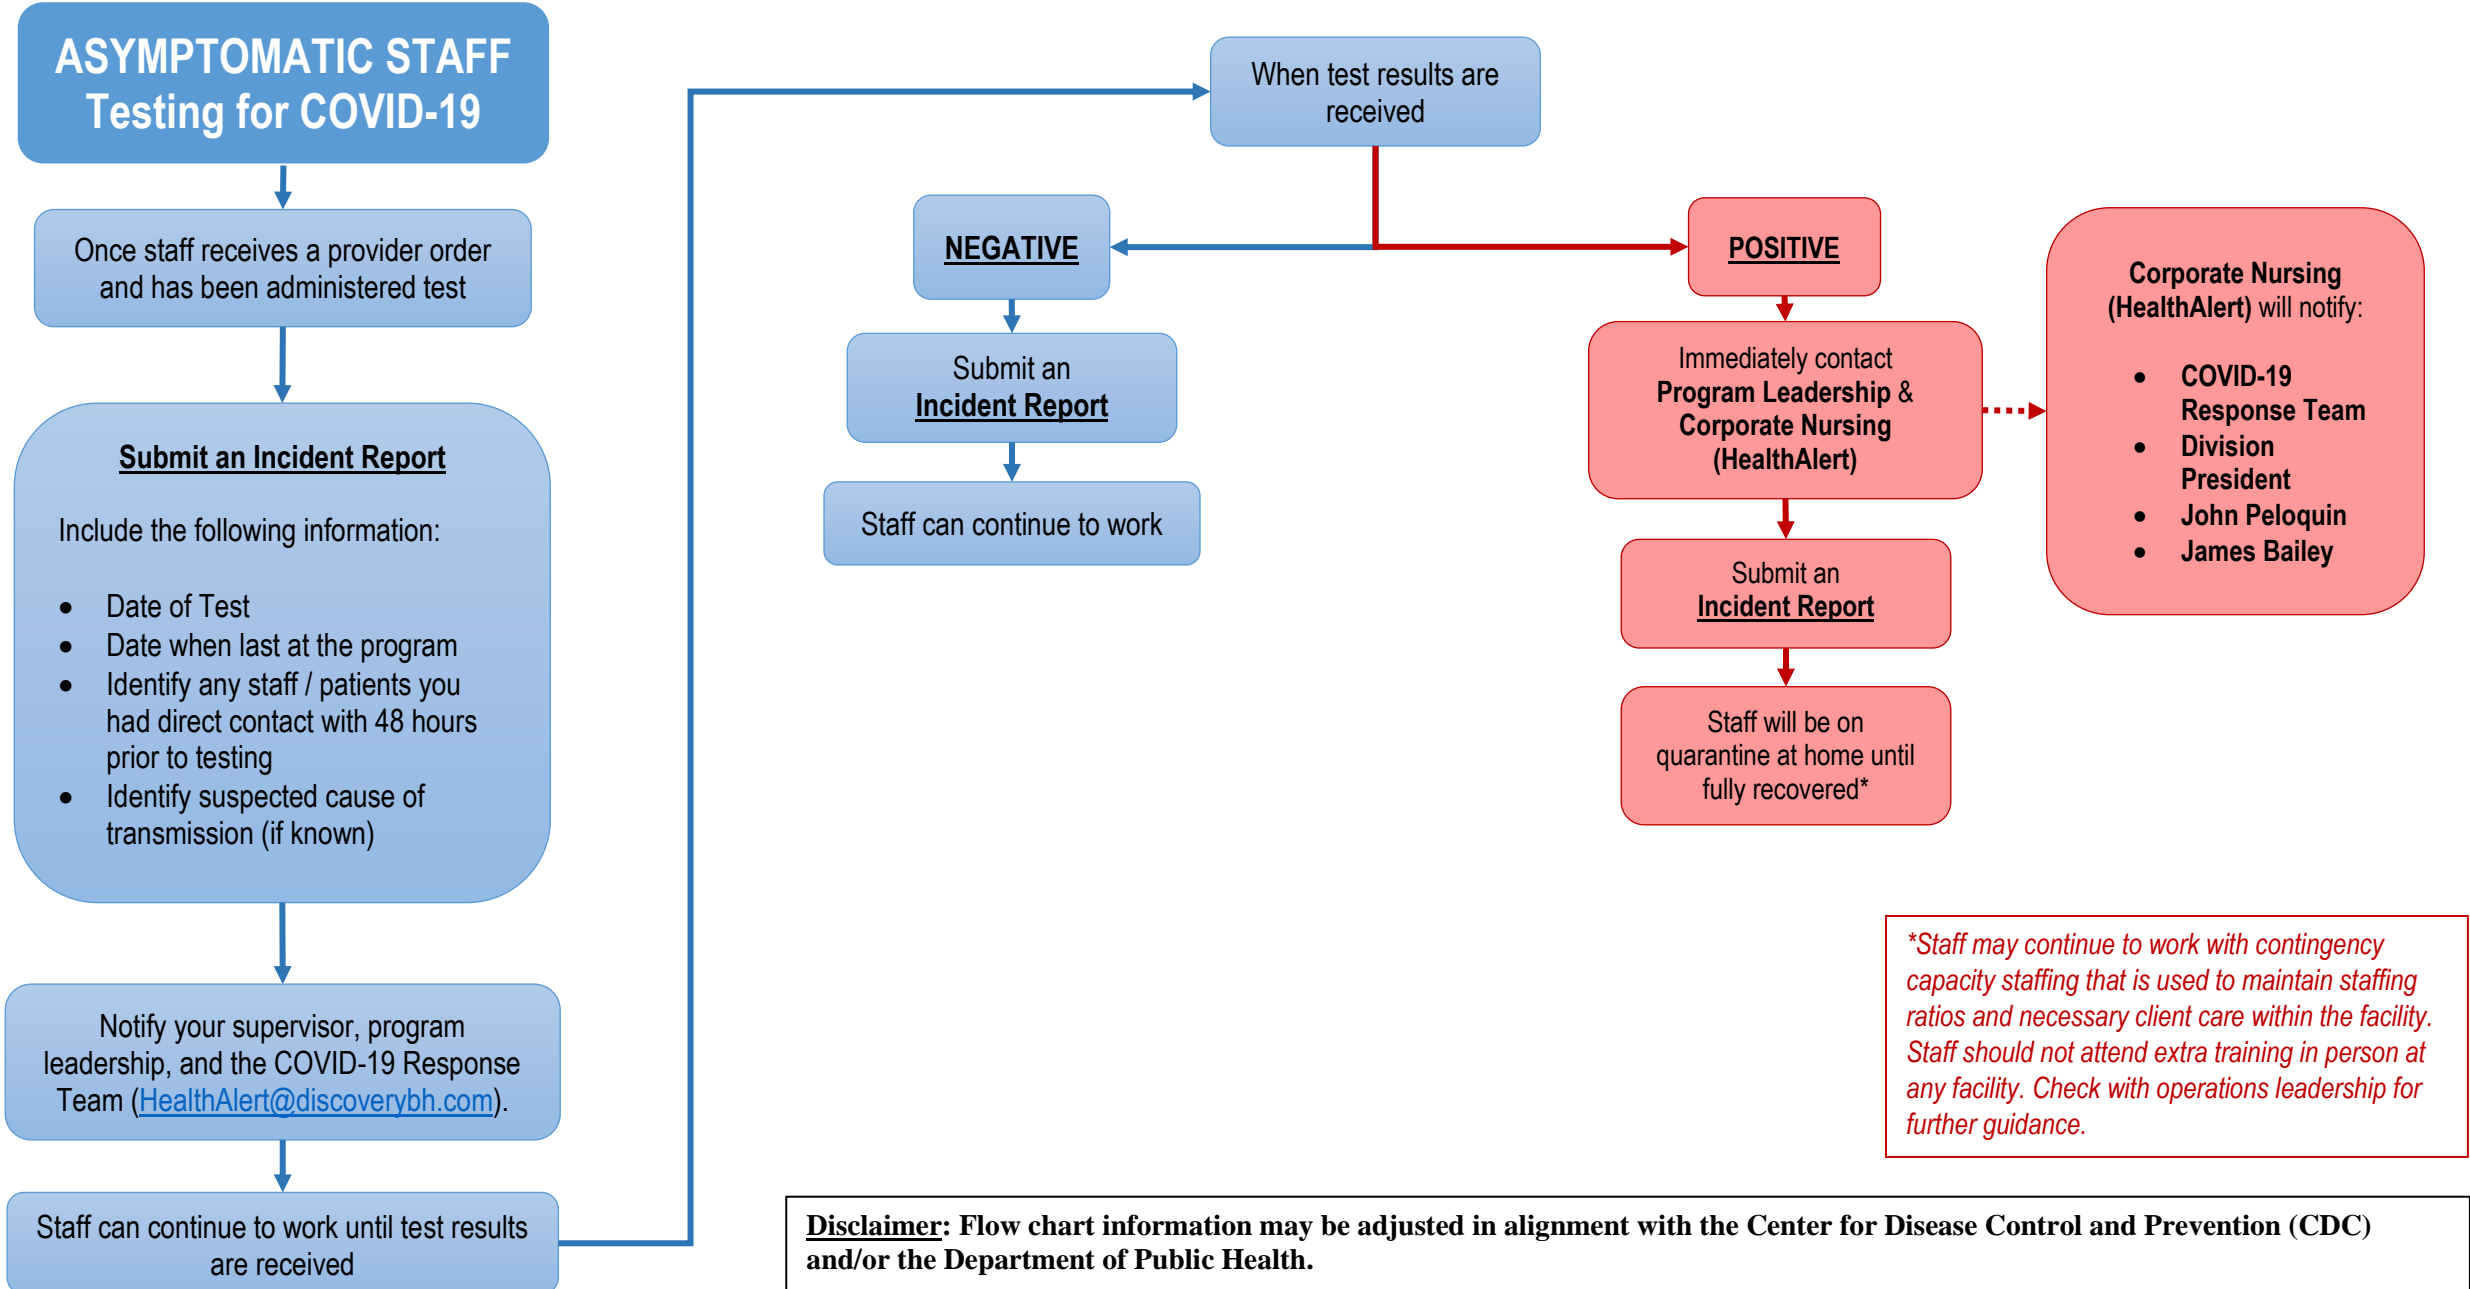 ASYMPTOMATIC STAFF
Testing for COVID-19
Once staff receives a provider order
and has been administered test
Submit an Incident Report
Include the following information:
• Date of Test
• Date when last at the program
• Identify any staff / patients you
had direct contact with 48 hours
prior to testing
• Identify suspected cause of
transmission (if known)
Notify your supervisor, program
leadership, and the COVID-19 Response
Team (HealthAlert@discoverybh.com).
Staff can continue to work until test results
are received
When test results are
received
NEGATIVE
Submit an
Incident Report
Staff can continue to work
POSITIVE
Immediately contact
Program Leadership &
Corporate Nursing
(HealthAlert)
Submit an
Incident Report
Staff will be on
quarantine at home until
fully recovered*
Corporate Nursing
(HealthAlert) will notify:
• COVID-19
Response Team
• Division
President
• John Peloquin
• James Bailey
*Staff may continue to work with contingency
capacity staffing that is used to maintain staffing
ratios and necessary client care within the facility.
Staff should not attend extra training in person at
any facility. Check with operations leadership for
further guidance.
Disclaimer: Flow chart information may be adjusted in alignment with the Center for Disease Control and Prevention (CDC)
and/or the Department of Public Health.